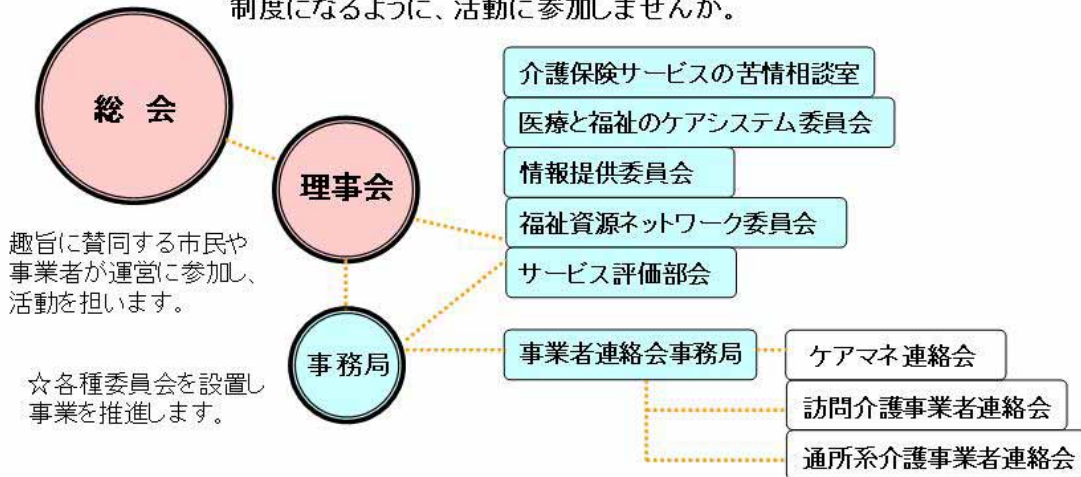 制度になるように、活動に参加しませんか。
総 会
理事会
趣旨に賛同する市民や
事業者が運営に参加し、
活動を担います。
事務局
☆各種委員会を設置し
事業を推進します。
介護保険サービスの苦情相談室
医療と福祉のケアシステム委員会
情報提供委員会
福祉資源ネットワーク委員会
サービス評価部会
事業者連絡会事務局
ケアマネ連絡会
訪問介護事業者連絡会
通所系介護事業者連絡会